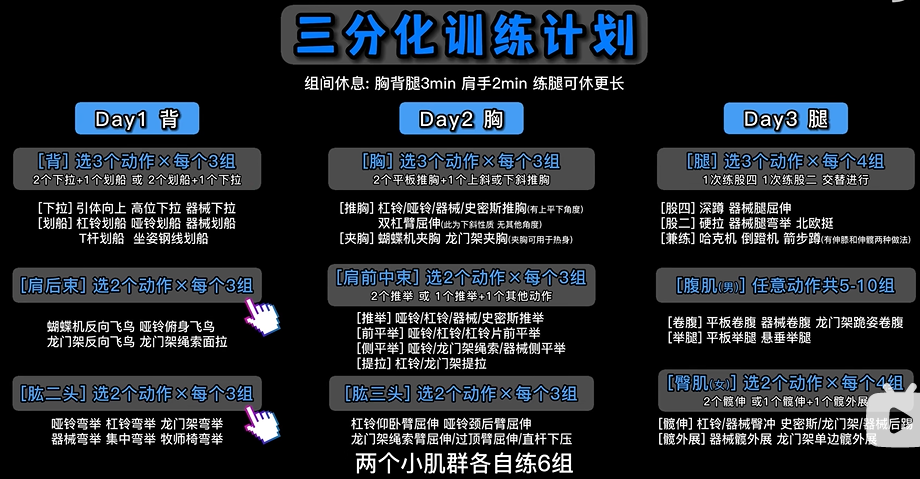 三分化训练计划
组间休息: 胸背腿3min 肩手2min 练腿可休更长
Day1 背
[背] 选3个动作×每个3组
2个下拉+1个划船 或 2个划船+1个下拉
[下拉] 引体向上 高位下拉 器械下拉
[划船] 杠铃划船 哑铃划船 器械划船
T杆划船 坐姿钢线划船
[肩后束] 选2个动作×每个3组
蝴蝶机反向飞鸟 哑铃俯身飞鸟
龙门架反向飞鸟 龙门架绳索面拉
[肱二头] 选2个动作×每个3组
哑铃弯举 杠铃弯举 龙门架弯举
器械弯举 集中弯举 牧师椅弯举
Day2 胸
[胸] 选3个动作×每个3组
2个平板推胸+1个上斜或下斜推胸
[推胸] 杠铃/哑铃/器械/史密斯推胸(有上平下角度)
双杠臂屈伸(此为下斜性质 无其他角度)
[夹胸] 蝴蝶机夹胸 龙门架夹胸(夹胸可用于热身)
[肩前中束] 选2个动作×每个3组
2个推举 或 1个推举+1个其他动作
[推举] 哑铃/杠铃/器械/史密斯推举
[前平举] 哑铃/杠铃/杠铃片前平举
[侧平举] 哑铃/龙门架绳索/器械侧平举
[提拉] 杠铃/龙门架提拉
[肱三头] 选2个动作×每个3组
杠铃仰卧臂屈伸 哑铃颈后臂屈伸
龙门架绳索臂屈伸/过顶臂屈伸/直杆下压
Day3 腿
[腿] 选3个动作×每个4组
1次练股四 1次练股二 交替进行
[股四] 深蹲 器械腿屈伸
[股二] 硬拉 器械腿弯举 北欧挺
[兼练] 哈克机 倒蹬机 箭步蹲(有伸膝和伸髋两种做法)
[腹肌(男)] 任意动作共5-10组
[卷腹] 平板卷腹 器械卷腹 龙门架跪姿卷腹
[举腿] 平板举腿 悬垂举腿
[臀肌(女)] 选2个动作×每个4组
2个髋伸 或1个髋伸+1个髋外展
[髋伸] 杠铃/器械臀冲 史密斯/龙门架/器械后踢
[髋外展] 器械髋外展 龙门架单边髋外展
两个小肌群各自练6组